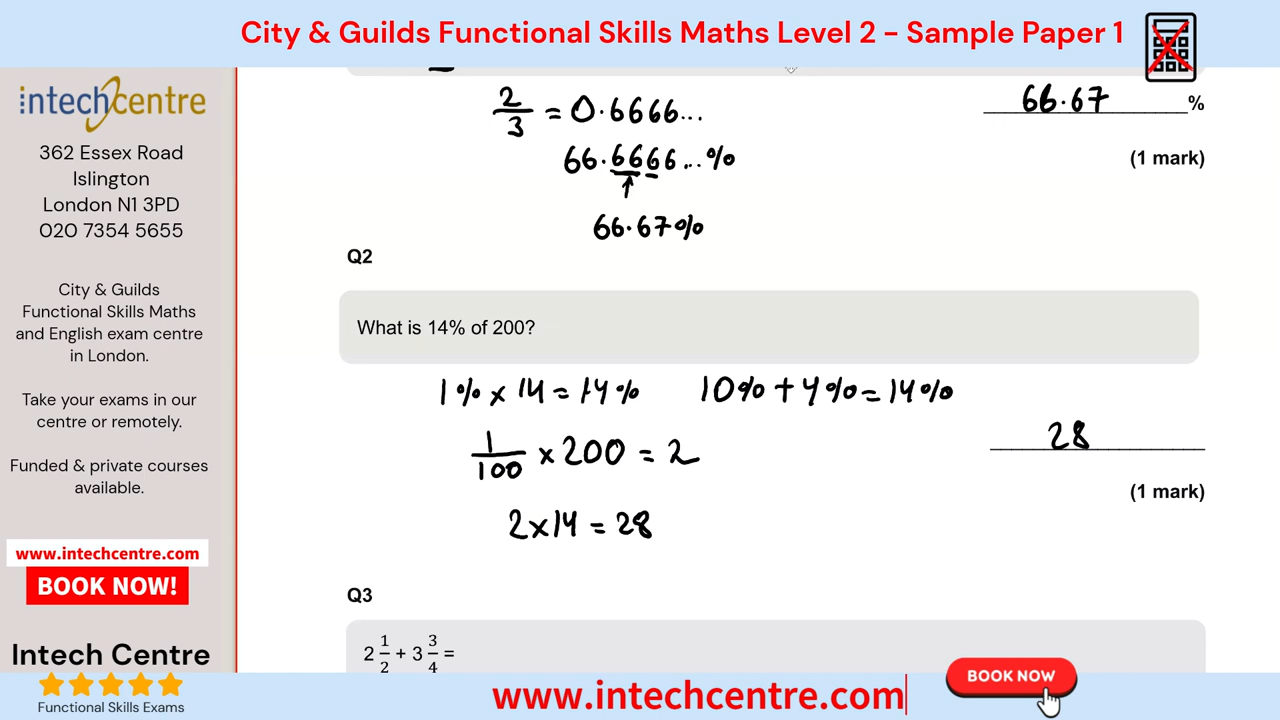 City & Guilds Functional Skills Maths Level 2 - Sample Paper 1
intechcentre
362 Essex Road
Islington
London N1 3PD
020 7354 5655
City & Guilds
Functional Skills Maths
and English exam centre
in London.
Take your exams in our
centre or remotely.
Funded & private courses
available.
www.intechcentre.com
BOOK NOW!
Intech Centre
Functional Skills Exams
2/3 = 0.6666...
66.67 %
66.6666...%
(1 mark)
66.67%
Q2
What is 14% of 200?
1% × 14 = 14% 10% + 4% = 14%
1/100 × 200 = 2
28
(1 mark)
2 × 14 = 28
Q3
2 1/2 + 3 3/4 =
www.intechcentre.com
BOOK NOW